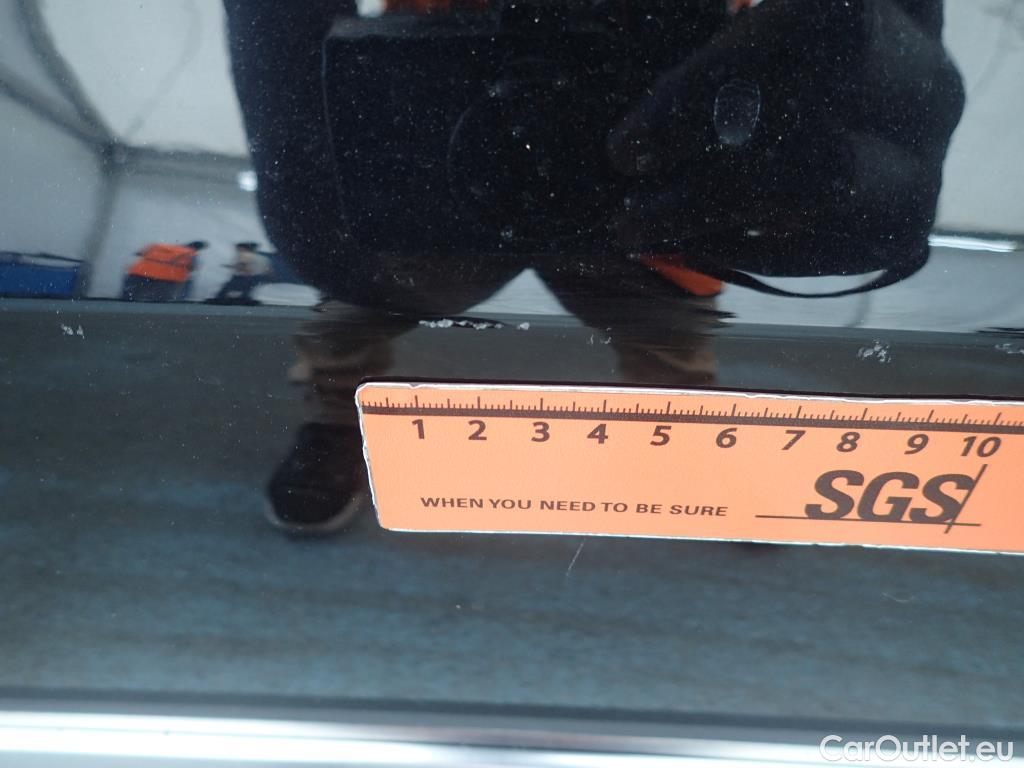 1 2 3 4 5 6 7 8 9 10
WHEN YOU NEED TO BE SURE
SGS
CarOutlet.eu